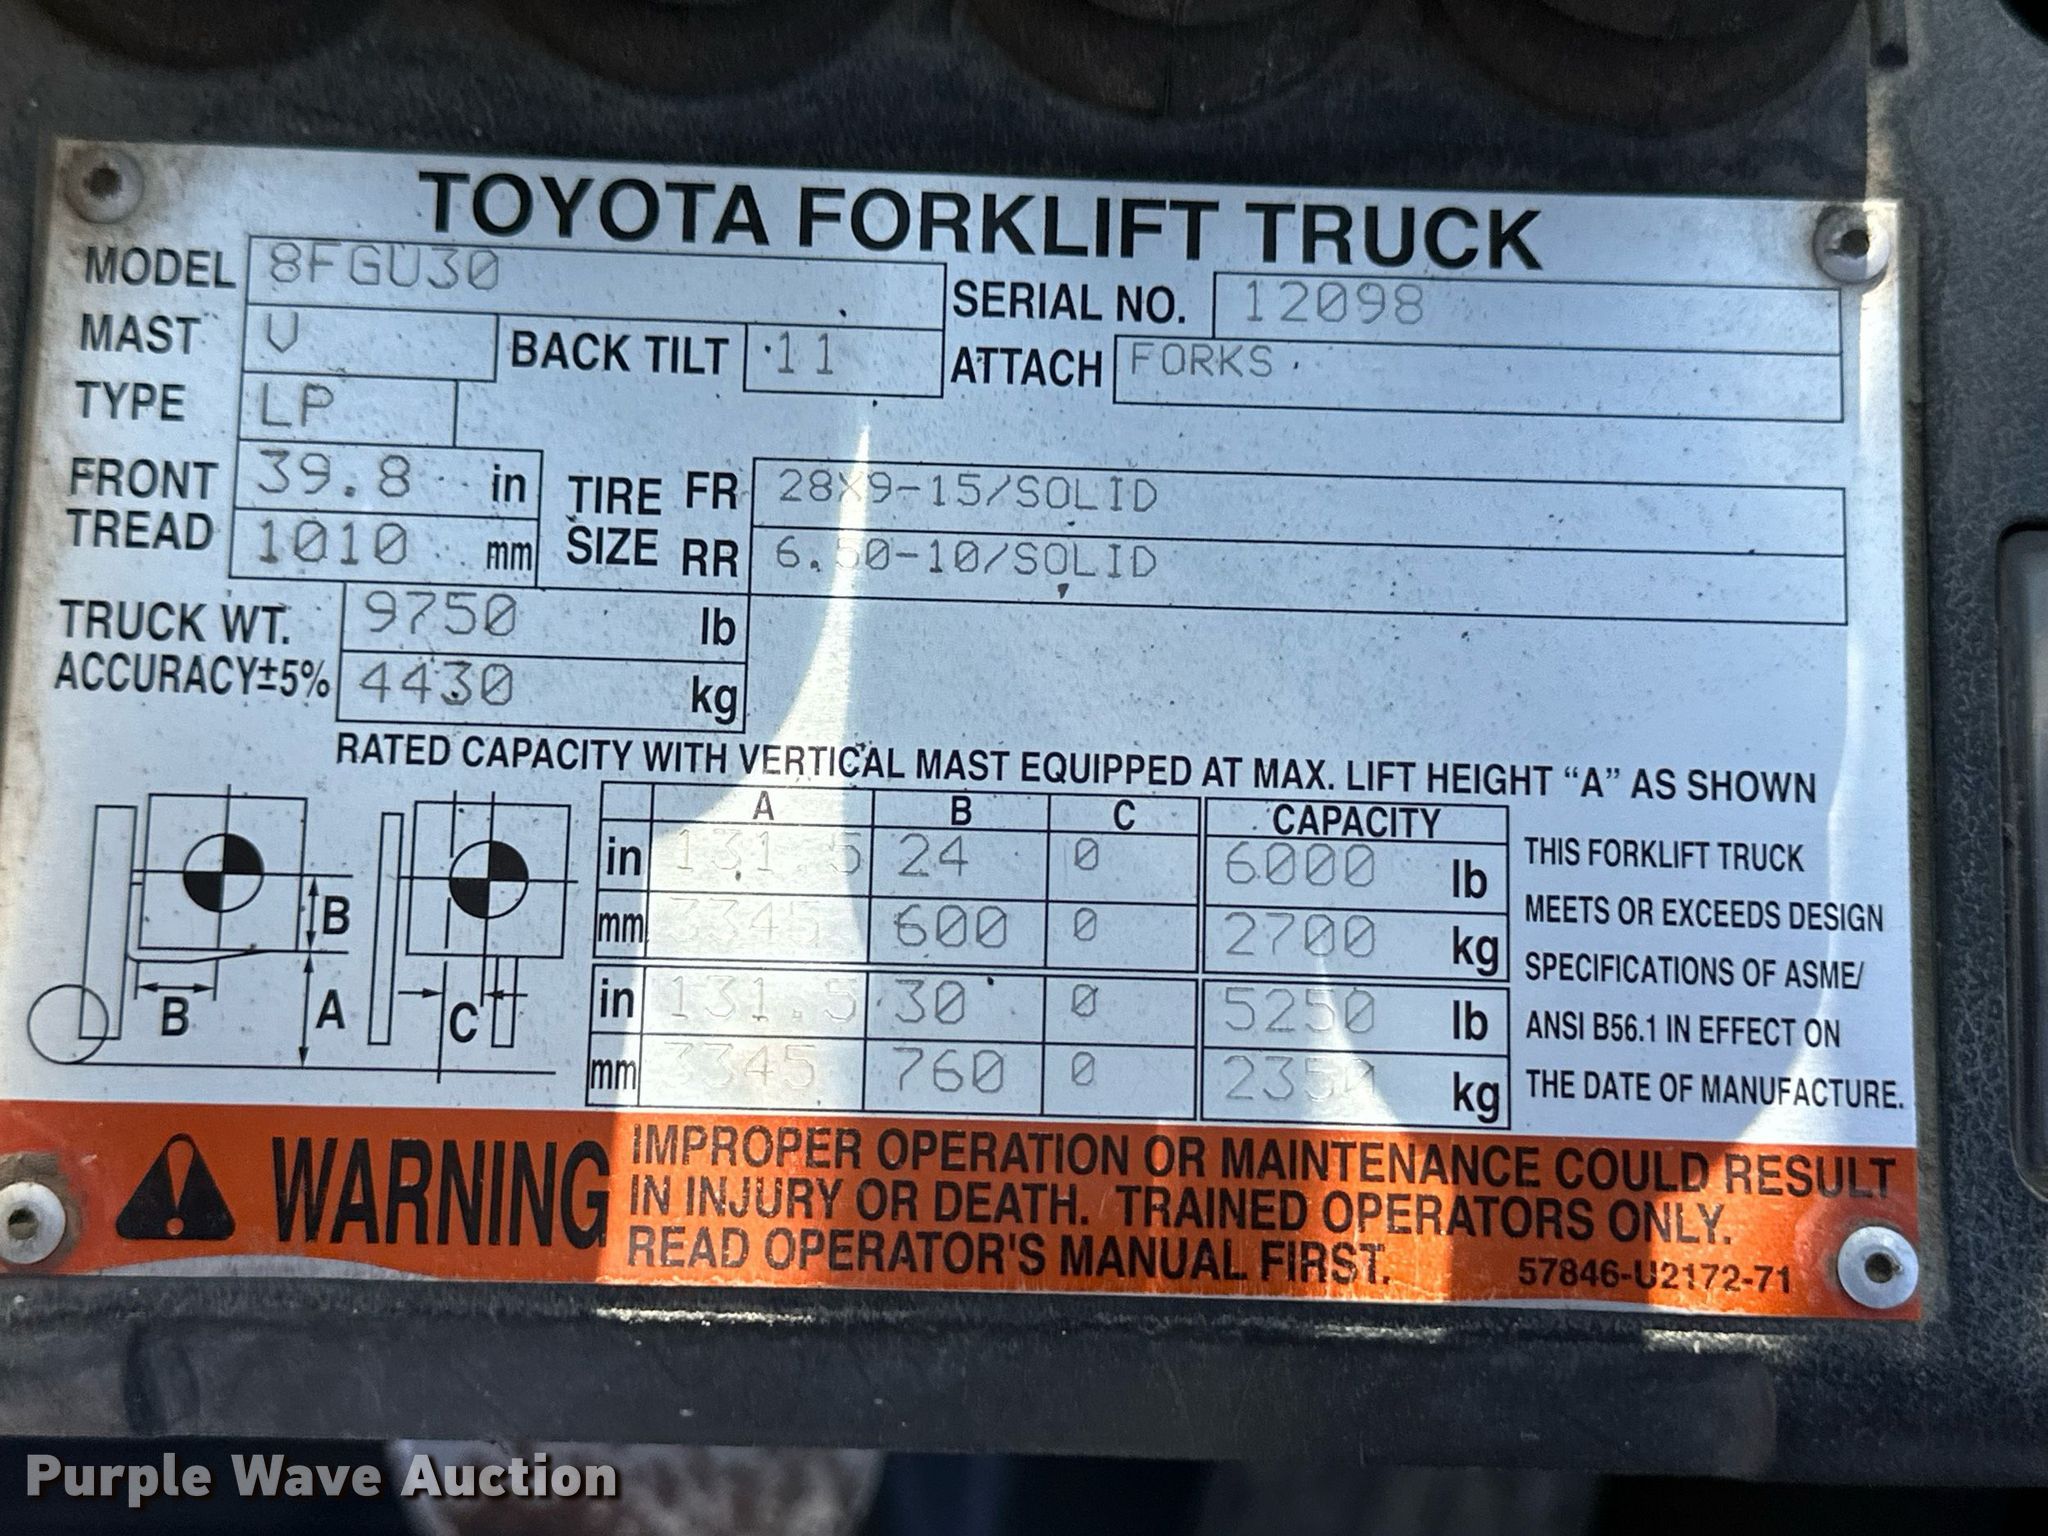 TOYOTA FORKLIFT TRUCK
MODEL 8FGU30 SERIAL NO. 12098
MAST V BACK TILT 11 ATTACH FORKS
TYPE LP
FRONT TREAD 39.8 in TIRE SIZE FR 28X9-15/SOLID
1010 mm RR 6.50-10/SOLID
TRUCK WT. 9750 lb
ACCURACY±5% 4430 kg
RATED CAPACITY WITH VERTICAL MAST EQUIPPED AT MAX. LIFT HEIGHT "A" AS SHOWN
A B C CAPACITY
in 131.5 24 0 6000 lb
mm 3345 600 0 2700 kg
in 131.5 30 0 5250 lb
mm 3345 760 0 2350 kg
B
B A C
THIS FORKLIFT TRUCK
MEETS OR EXCEEDS DESIGN
SPECIFICATIONS OF ASME/
ANSI B56.1 IN EFFECT ON
THE DATE OF MANUFACTURE.
WARNING
IMPROPER OPERATION OR MAINTENANCE COULD RESULT
IN INJURY OR DEATH. TRAINED OPERATORS ONLY.
READ OPERATOR'S MANUAL FIRST. 57846-U2172-71
Purple Wave Auction